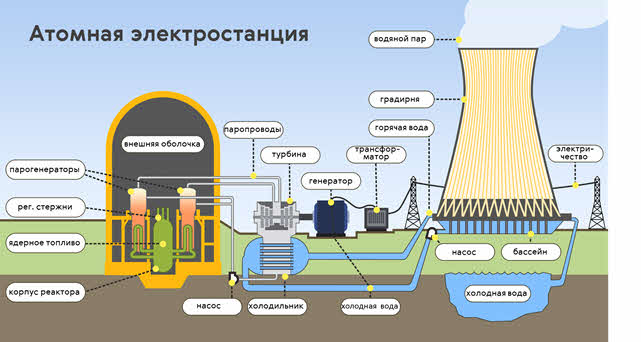 Атомная электростанция
водяной пар
градирня
горячая вода
внешняя оболочка
паропроводы
турбина
трансфор-
матор
электри-
чество
парогенераторы
генератор
рег. стержни
ядерное топливо
насос
бассейн
корпус реактора
насос
холодильник
холодная вода
холодная вода